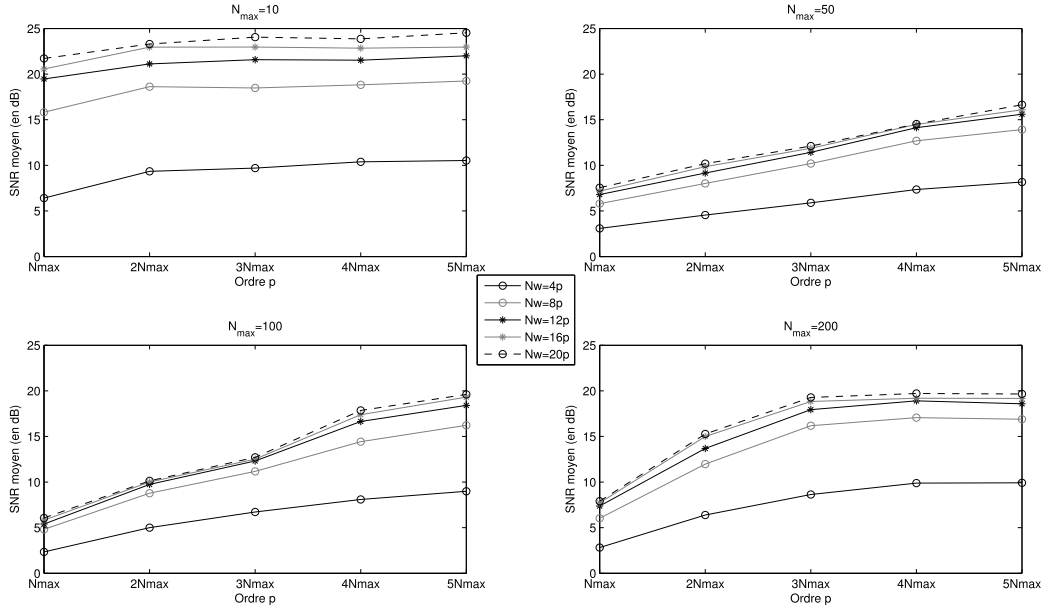 N_max=10
SNR moyen (en dB)
25
20
15
10
5
0
Nmax 2Nmax 3Nmax 4Nmax 5Nmax
Ordre p
N_max=50
SNR moyen (en dB)
25
20
15
10
5
0
Nmax 2Nmax 3Nmax 4Nmax 5Nmax
Ordre p
Nw=4p
Nw=8p
Nw=12p
Nw=16p
Nw=20p
N_max=100
SNR moyen (en dB)
25
20
15
10
5
0
Nmax 2Nmax 3Nmax 4Nmax 5Nmax
Ordre p
N_max=200
SNR moyen (en dB)
25
20
15
10
5
0
Nmax 2Nmax 3Nmax 4Nmax 5Nmax
Ordre p